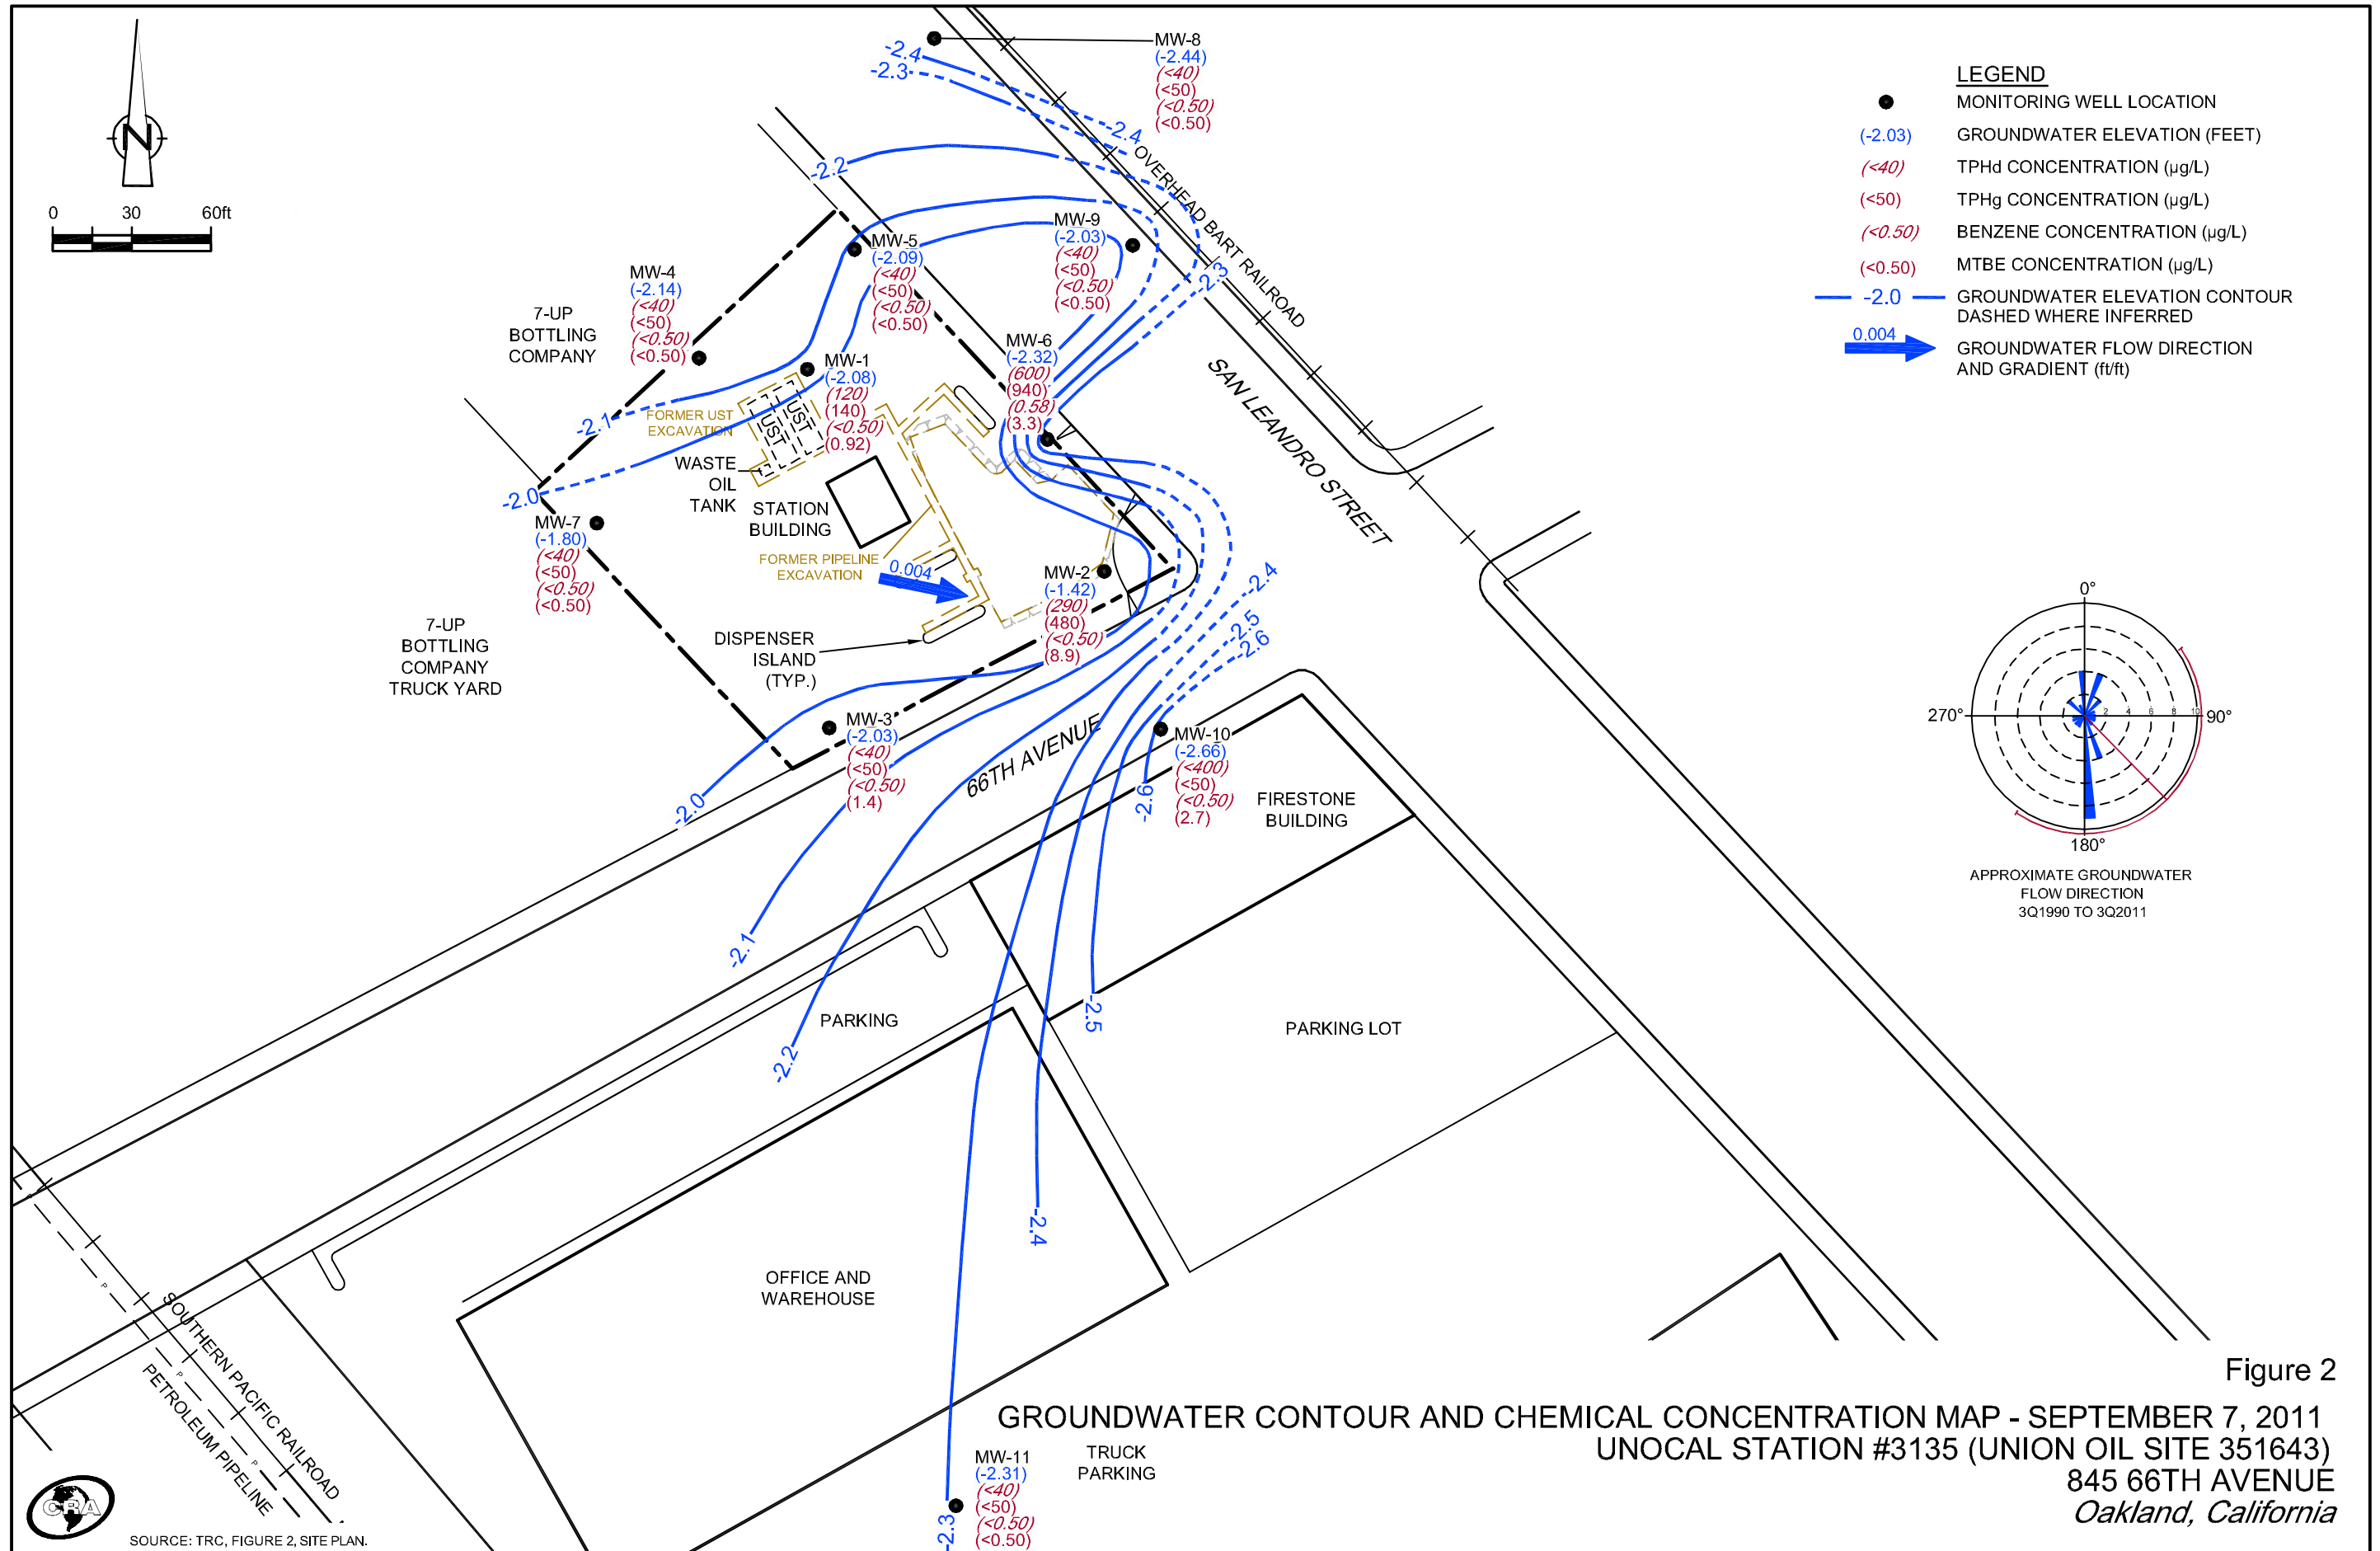 N
0 30 60ft
-2.4
-2.3
MW-8
(-2.44)
(<40)
(<50)
(<0.50)
(<0.50)
-2.4
-2.2
OVERHEAD BART RAILROAD
LEGEND
MONITORING WELL LOCATION
(-2.03) GROUNDWATER ELEVATION (FEET)
(<40) TPHd CONCENTRATION (µg/L)
(<50) TPHg CONCENTRATION (µg/L)
(<0.50) BENZENE CONCENTRATION (µg/L)
(<0.50) MTBE CONCENTRATION (µg/L)
-2.0 GROUNDWATER ELEVATION CONTOUR
DASHED WHERE INFERRED
0.004
GROUNDWATER FLOW DIRECTION
AND GRADIENT (ft/ft)
MW-5
(-2.09)
(<40)
(<50)
(<0.50)
(<0.50)
MW-9
(-2.03)
(<40)
(<50)
(<0.50)
(<0.50)
-2.3
MW-4
(-2.14)
(<40)
(<50)
(<0.50)
(<0.50)
7-UP
BOTTLING
COMPANY
MW-1
(-2.08)
(120)
(140)
(<0.50)
(0.92)
MW-6
(-2.32)
(600)
(940)
(0.58)
(3.3)
SAN LEANDRO STREET
-2.1
FORMER UST
EXCAVATION
UST
UST
WASTE
OIL
TANK
STATION
BUILDING
-2.0
MW-7
(-1.80)
(<40)
(<50)
(<0.50)
(<0.50)
FORMER PIPELINE
EXCAVATION
0.004
MW-2
(-1.42)
(290)
(480)
(<0.50)
(8.9)
-2.4
-2.5
-2.6
7-UP
BOTTLING
COMPANY
TRUCK YARD
DISPENSER
ISLAND
(TYP.)
MW-3
(-2.03)
(<40)
(<50)
(<0.50)
(1.4)
66TH AVENUE
MW-10
(-2.66)
(<400)
(<50)
(<0.50)
(2.7)
-2.6
FIRESTONE
BUILDING
-2.0
-2.1
-2.2
-2.5
-2.4
PARKING
PARKING LOT
0°
270° 2 4 6 8 10 90°
180°
APPROXIMATE GROUNDWATER
FLOW DIRECTION
3Q1990 TO 3Q2011
OFFICE AND
WAREHOUSE
SOUTHERN PACIFIC RAILROAD
PETROLEUM PIPELINE
P
P
P
MW-11
(-2.31)
(<40)
(<50)
(<0.50)
(<0.50)
-2.3
TRUCK
PARKING
Figure 2
GROUNDWATER CONTOUR AND CHEMICAL CONCENTRATION MAP - SEPTEMBER 7, 2011
UNOCAL STATION #3135 (UNION OIL SITE 351643)
845 66TH AVENUE
Oakland, California
CRA
SOURCE: TRC, FIGURE 2, SITE PLAN.